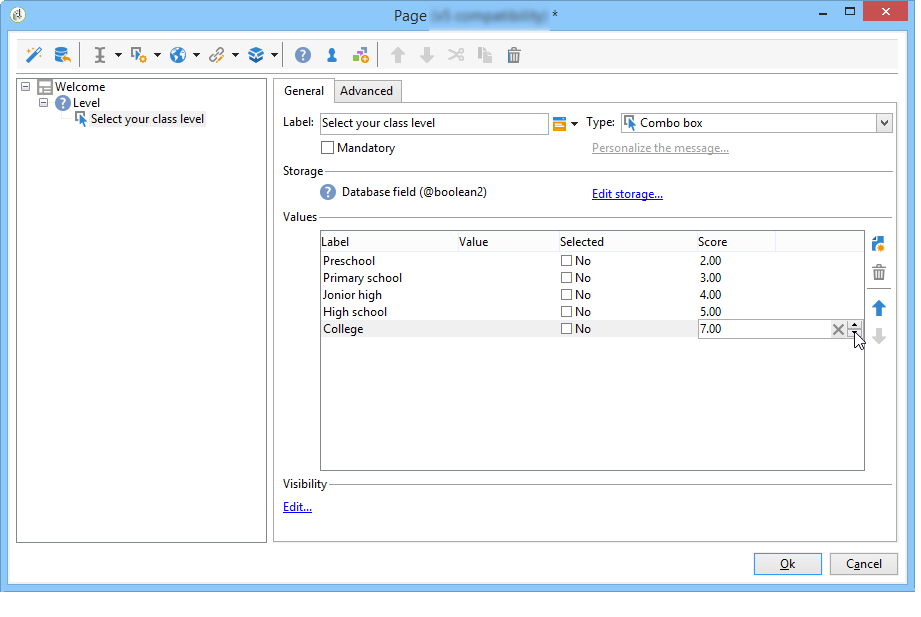 Page *
Welcome
Level
Select your class level
General Advanced
Label: Select your class level Type: Combo box
Mandatory Personalize the message...
Storage
Database field (@boolean2) Edit storage...
Values
Label Value Selected Score
Preschool No 2.00
Primary school No 3.00
Jonior high No 4.00
High school No 5.00
College No 7.00
Visibility
Edit...
Ok Cancel